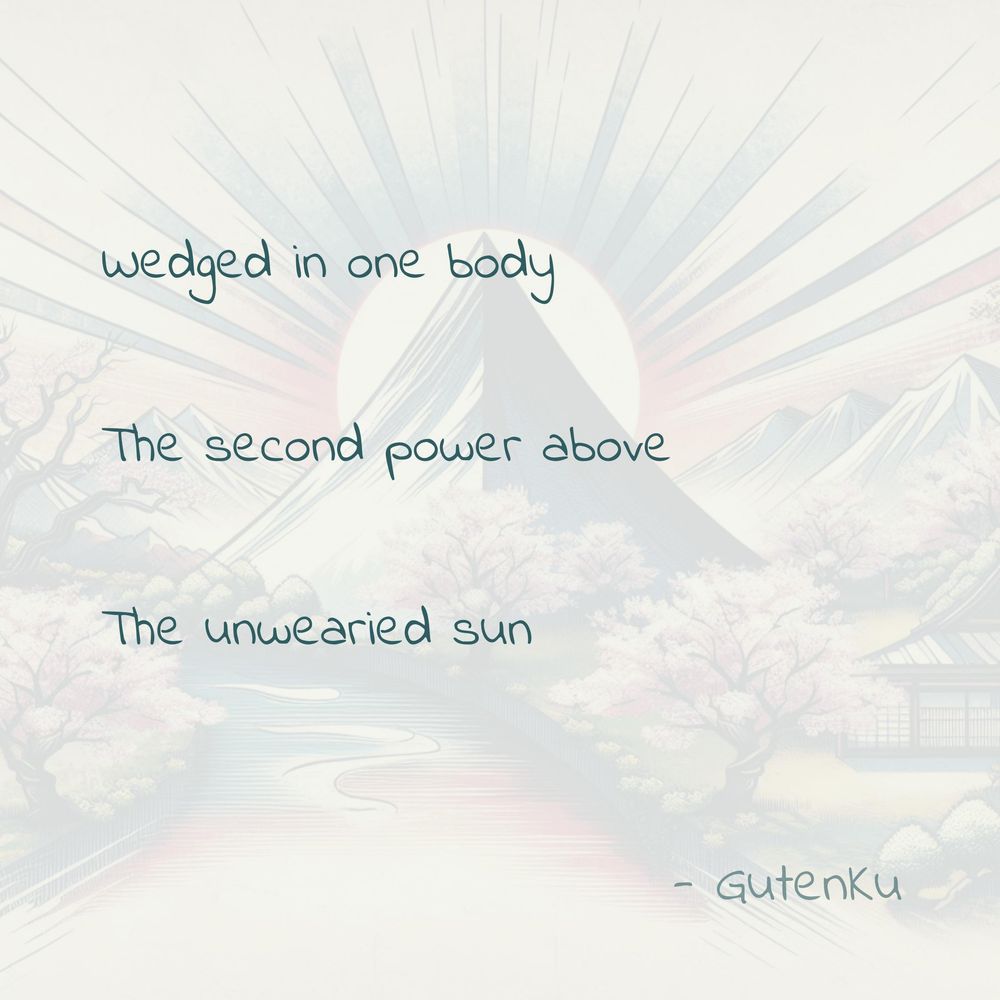 wedged in one body
The second power above
The unwearied sun
- GutenKu